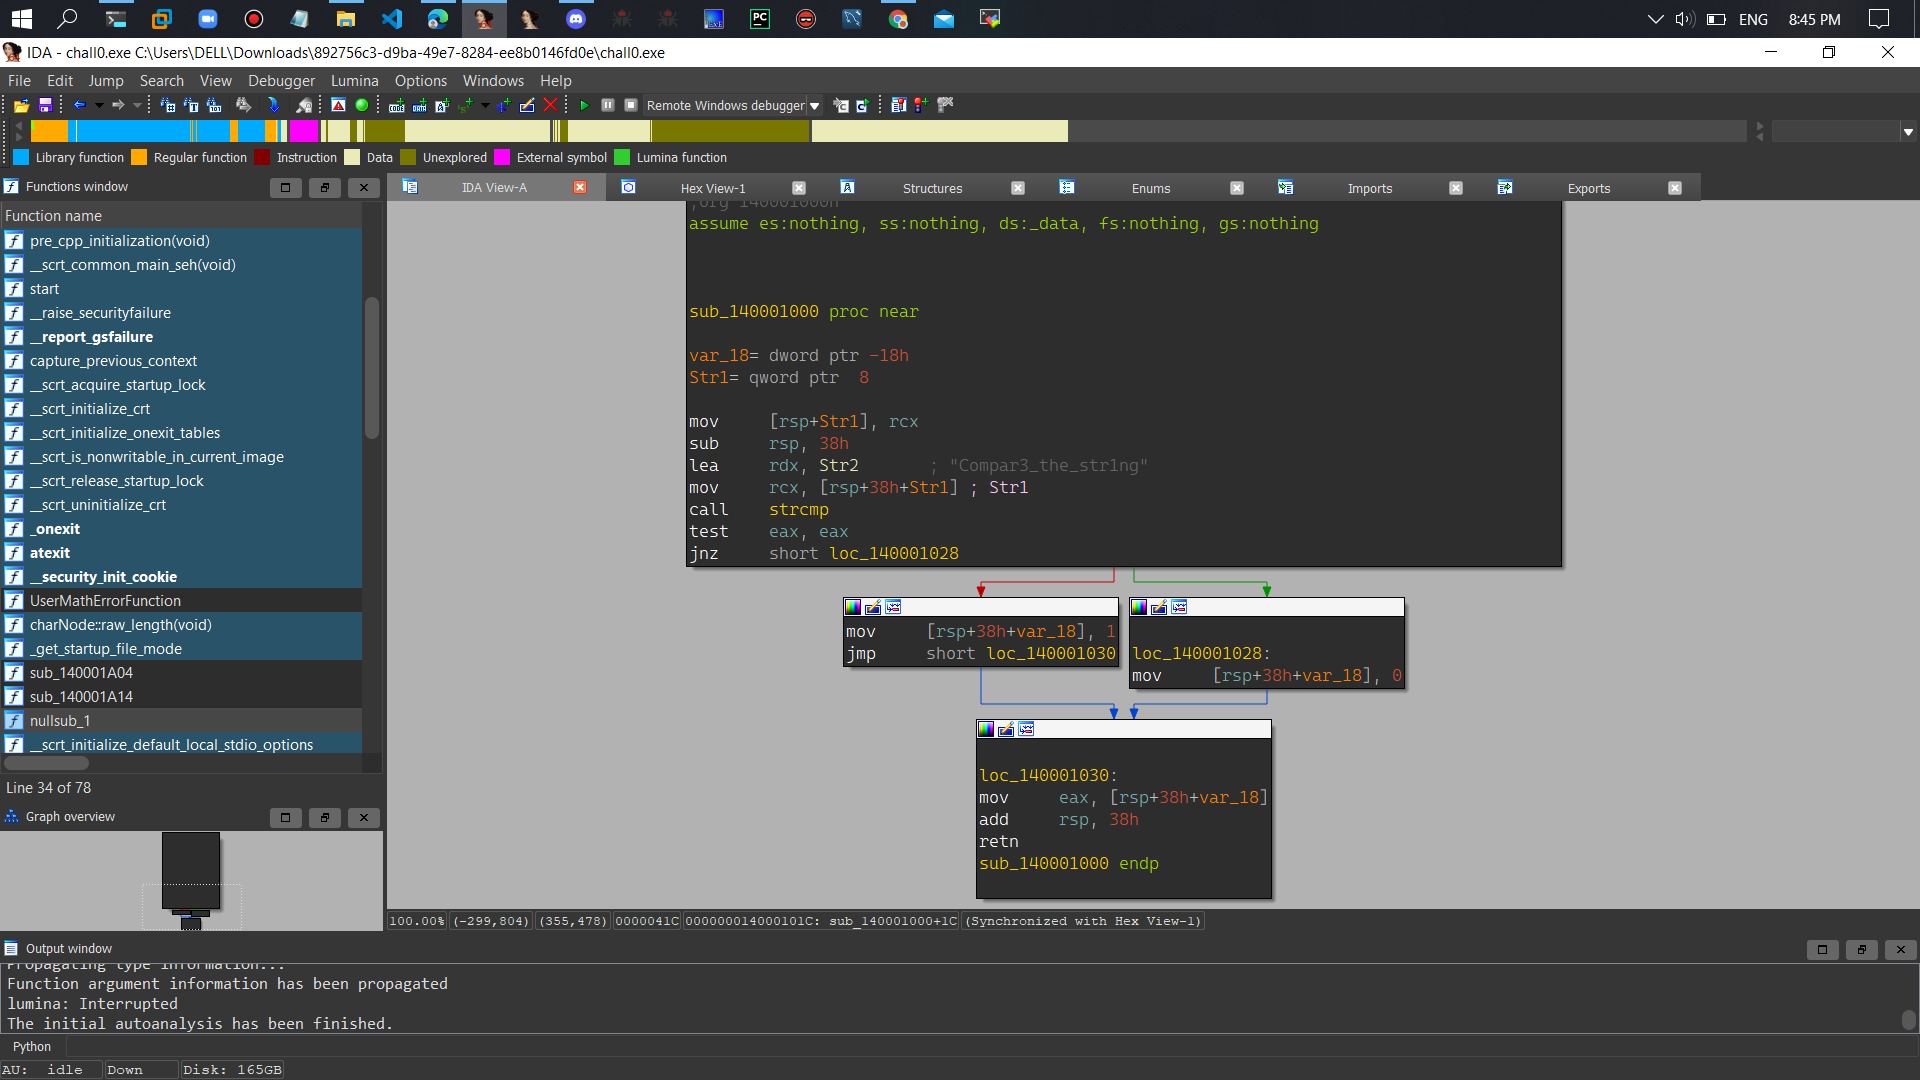 ENG 8:45 PM
IDA - chall0.exe C:\Users\DELL\Downloads\892756c3-d9ba-49e7-8284-ee8b0146fd0e\chall0.exe
File Edit Jump Search View Debugger Lumina Options Windows Help
Remote Windows debugger
Library function Regular function Instruction Data Unexplored External symbol Lumina function
Functions window
IDA View-A Hex View-1 Structures Enums Imports Exports
Function name
pre_cpp_initialization(void)
__scrt_common_main_seh(void)
start
__raise_securityfailure
__report_gsfailure
capture_previous_context
__scrt_acquire_startup_lock
__scrt_initialize_crt
__scrt_initialize_onexit_tables
__scrt_is_nonwritable_in_current_image
__scrt_release_startup_lock
__scrt_uninitialize_crt
_onexit
atexit
__security_init_cookie
UserMathErrorFunction
charNode::raw_length(void)
_get_startup_file_mode
sub_140001A04
sub_140001A14
nullsub_1
__scrt_initialize_default_local_stdio_options
Line 34 of 78
Graph overview
;org 140001000h
assume es:nothing, ss:nothing, ds:_data, fs:nothing, gs:nothing
sub_140001000 proc near
var_18= dword ptr -18h
Str1= qword ptr  8
mov [rsp+Str1], rcx
sub rsp, 38h
lea rdx, Str2 ; "Compar3_the_str1ng"
mov rcx, [rsp+38h+Str1] ; Str1
call strcmp
test eax, eax
jnz short loc_140001028
mov [rsp+38h+var_18], 1
jmp short loc_140001030
loc_140001028:
mov [rsp+38h+var_18], 0
loc_140001030:
mov eax, [rsp+38h+var_18]
add rsp, 38h
retn
sub_140001000 endp
100.00% (-299,804) (355,478) 0000041C 000000014000101C: sub_140001000+1C (Synchronized with Hex View-1)
Output window
Propagating type information...
Function argument information has been propagated
lumina: Interrupted
The initial autoanalysis has been finished.
Python
AU: idle Down Disk: 165GB